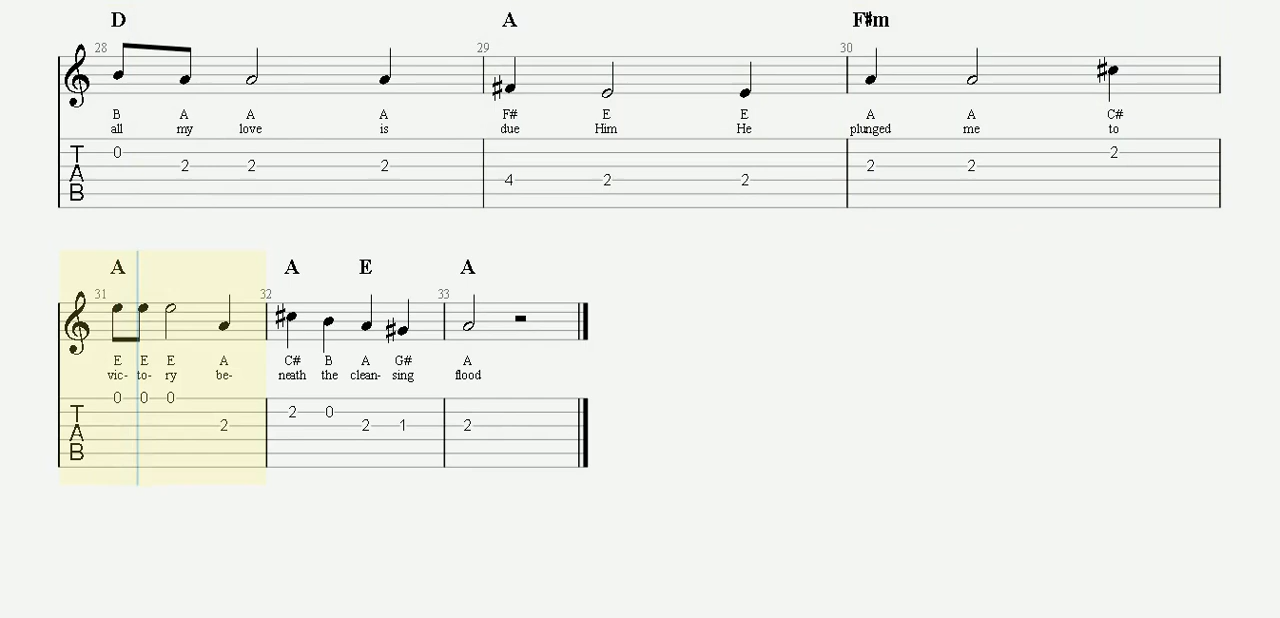 D A F#m
28 29 30
B A A A F# E E A A C#
all my love is due Him He plunged me to
T 0 2
2 2 2 2 2
A 4 2 2
B
A A E A
31 32 33
E E E A C# B A G# A
vic- to- ry be- neath the clean- sing flood
0 0 0
T 2 0
A 2 2 1 2
B